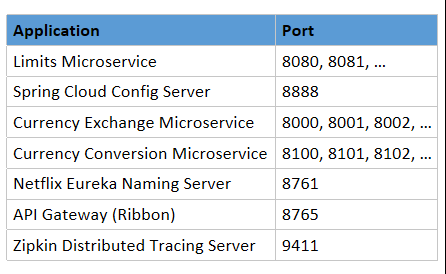 Application Port
Limits Microservice 8080, 8081, ...
Spring Cloud Config Server 8888
Currency Exchange Microservice 8000, 8001, 8002, ...
Currency Conversion Microservice 8100, 8101, 8102, ...
Netflix Eureka Naming Server 8761
API Gateway (Ribbon) 8765
Zipkin Distributed Tracing Server 9411